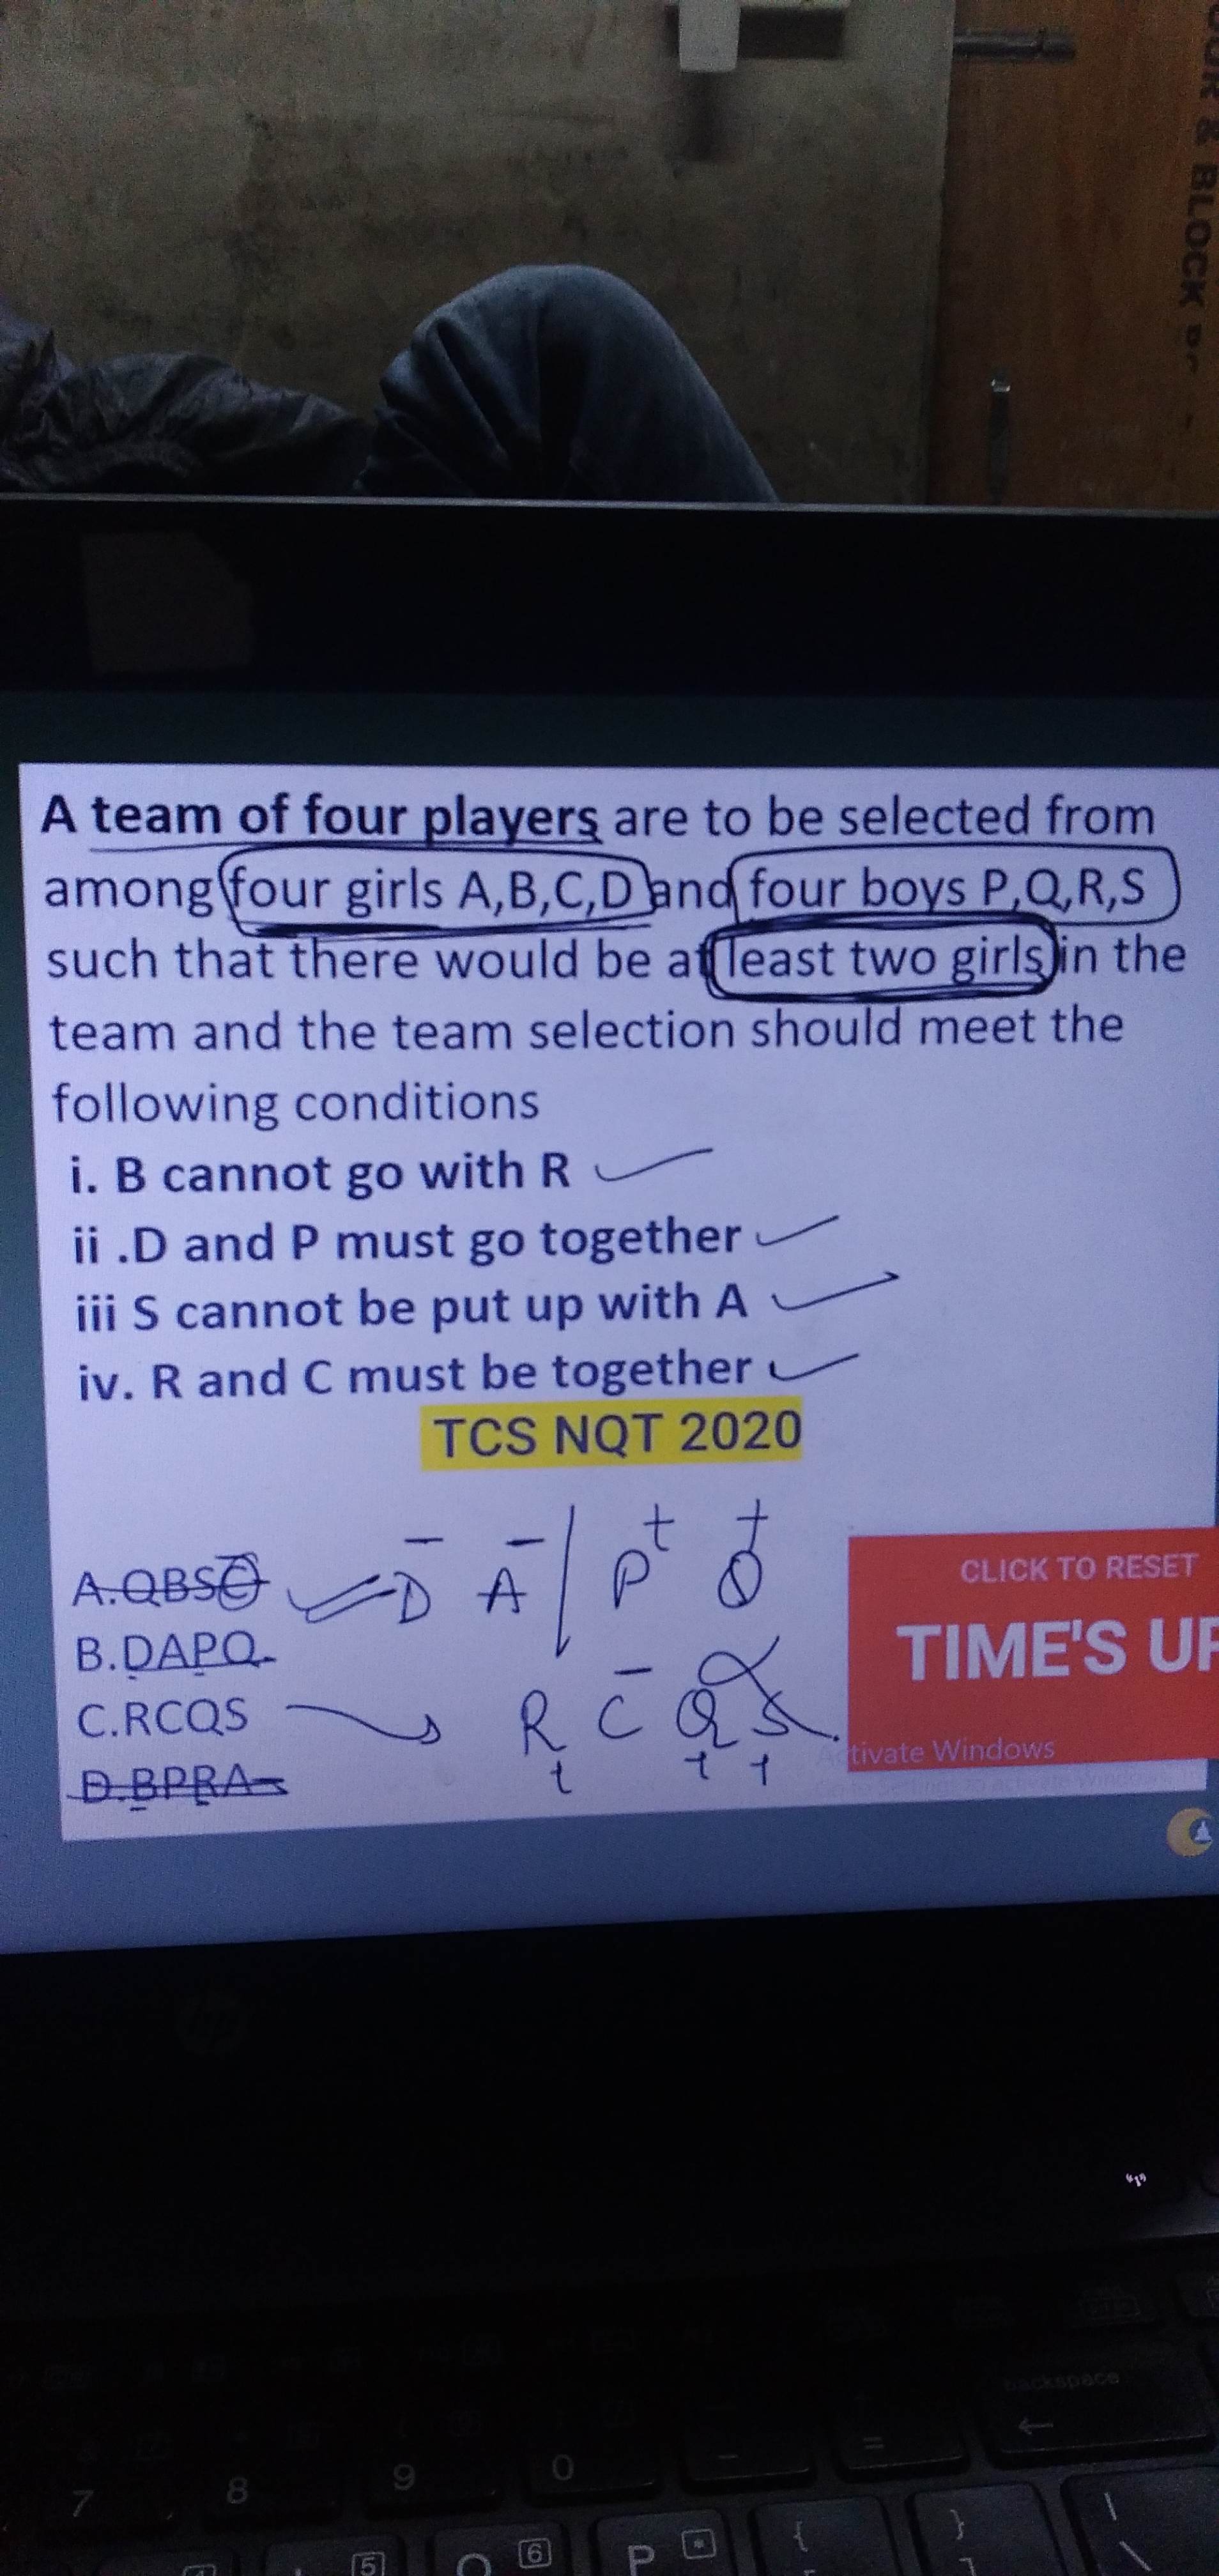 OUR & BLOCK
A team of four players are to be selected from
among four girls A,B,C,D and four boys P,Q,R,S
such that there would be at least two girls in the
team and the team selection should meet the
following conditions
i. B cannot go with R
ii .D and P must go together
iii S cannot be put up with A
iv. R and C must be together
TCS NQT 2020
A.QBSC
D A P Q
B.DAPQ
C.RCQS
R C Q S
D.BPRA
CLICK TO RESET
TIME'S UP
Activate Windows
backspace
7 8 9 0 - =
5 O 6 P * { }